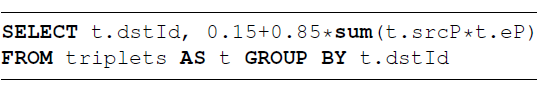 SELECT t.dstId, 0.15+0.85*sum(t.srcP*t.eP)
FROM triplets AS t GROUP BY t.dstId